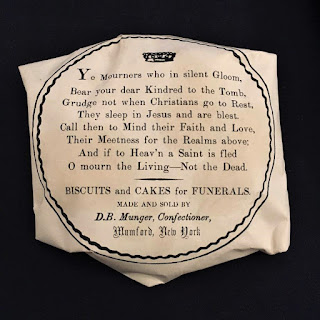 Ye Mourners who in silent Gloom,
Bear your dear Kindred to the Tomb,
Grudge not when Christians go to Rest,
They sleep in Jesus and are blest.
Call then to Mind their Faith and Love,
Their Meetness for the Realms above;
And if to Heav'n a Saint is fled
O mourn the Living—Not the Dead.
BISCUITS and CAKES for FUNERALS.
MADE AND SOLD BY
D.B. Munger, Confectioner,
Mumford, New York